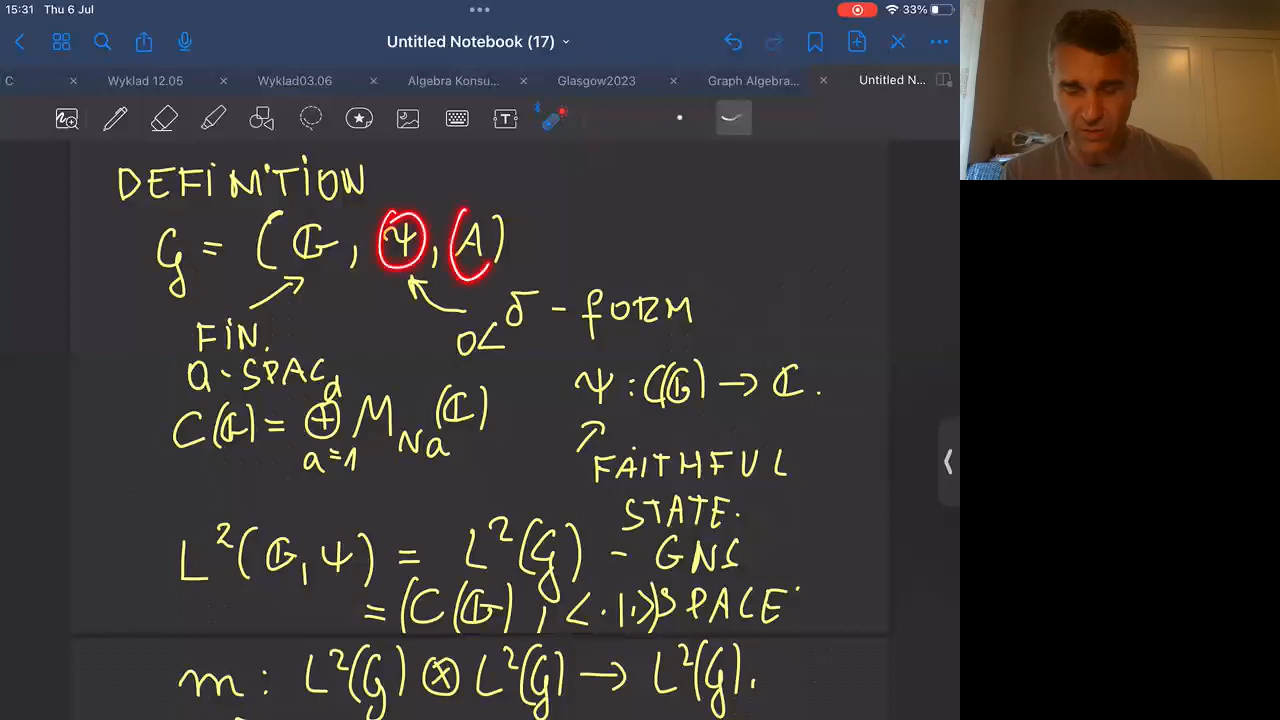 15:31 Thu 6 Jul
33%
Untitled Notebook (17)
C
Wyklad 12.05
Wyklad03.06
Algebra Konsu...
Glasgow2023
Graph Algebra...
Untitled N...
DEFINITION
𝒢 = (𝔾, Ψ, A)
FIN.
Q-SPACE
0< δ - FORM
Ψ : C(𝔾) → ℂ.
C(𝔾) = ⊕_{a=1}^{d} M_{Na}(ℂ)
FAITHFUL
STATE.
L²(𝔾, Ψ) = L²(𝒢) - GNS
= (C(𝔾), <·|·>) SPACE
m : L²(𝒢) ⊗ L²(𝒢) → L²(𝒢).